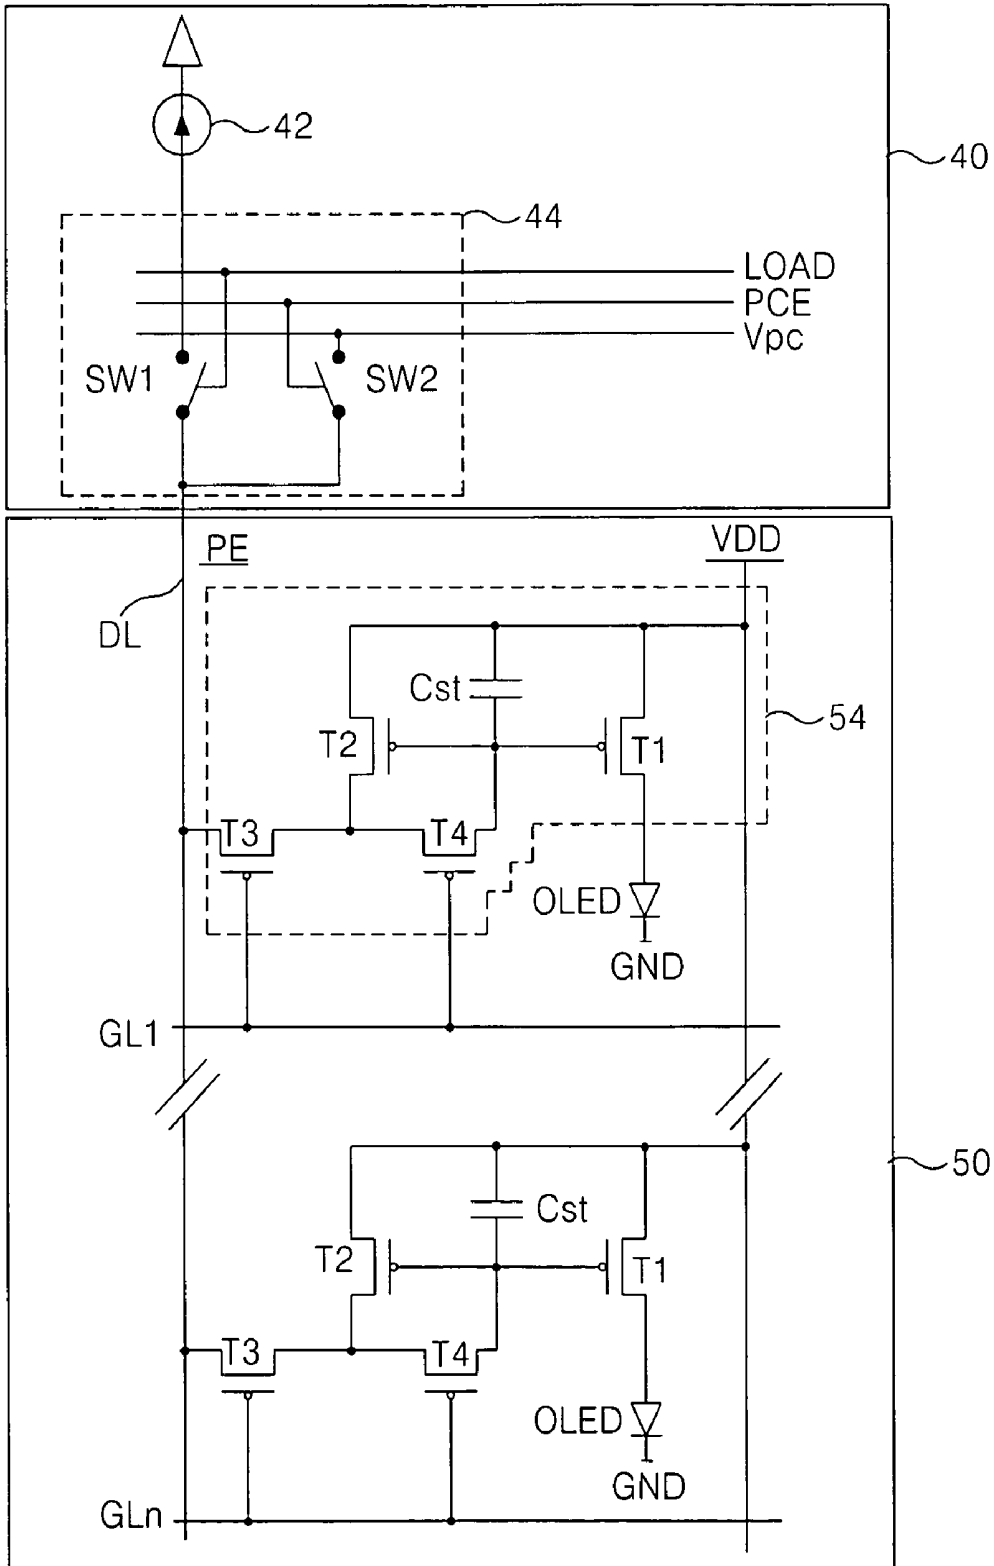 42
40
44
LOAD
PCE
Vpc
SW1
SW2
PE
VDD
DL
Cst
54
T2
T1
T3
T4
OLED
GND
GL1
50
Cst
T2
T1
T3
T4
OLED
GND
GLn